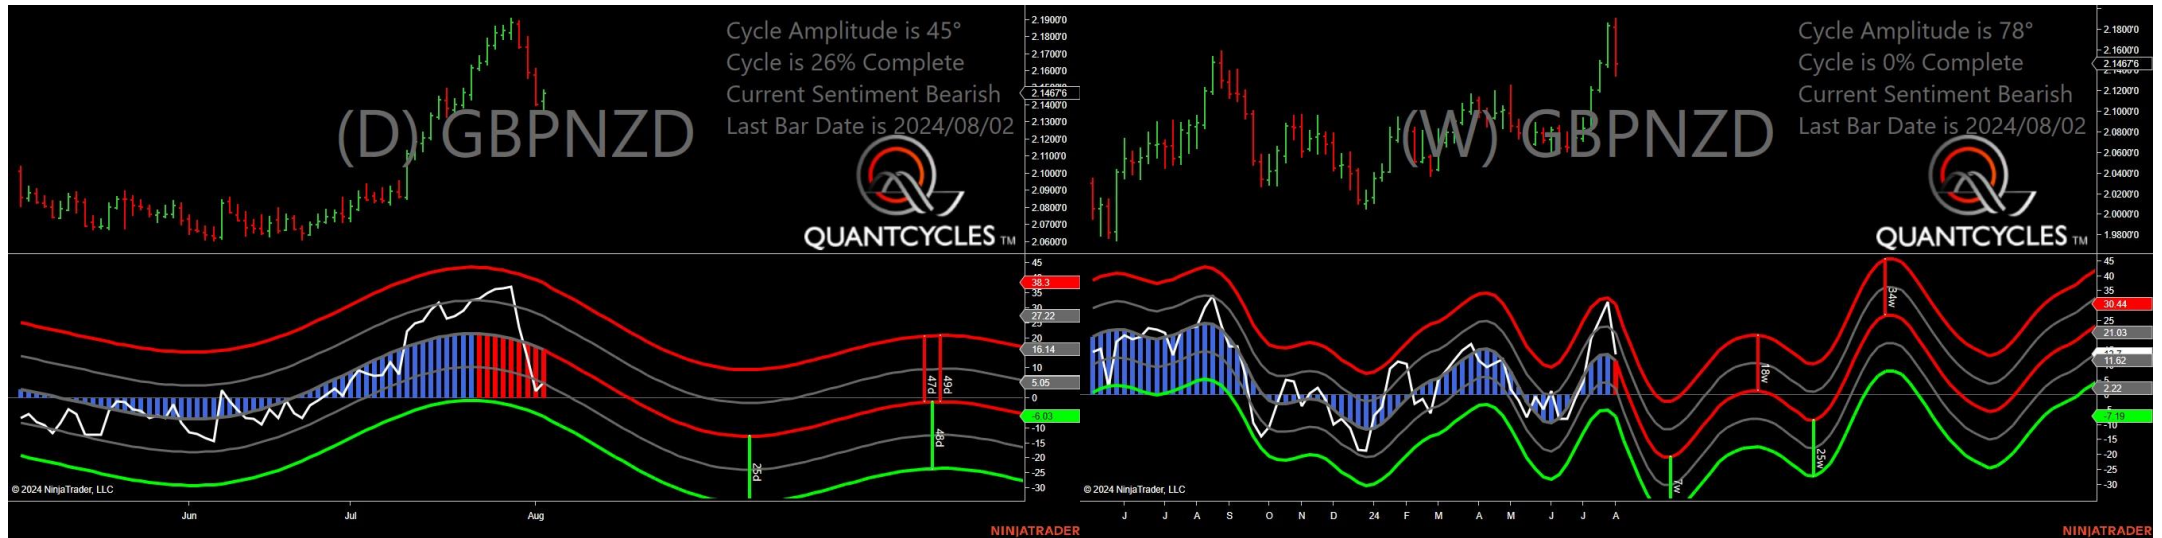 Cycle Amplitude is 45°
Cycle is 26% Complete
Current Sentiment Bearish
Last Bar Date is 2024/08/02
(D) GBPNZD
QUANTCYCLES TM
2.1900'0
2.1800'0
2.1700'0
2.1600'0
2.1467'6
2.1400'0
2.1300'0
2.1200'0
2.1100'0
2.1000'0
2.0900'0
2.0800'0
2.0700'0
2.0600'0
45
38.3
35
27.22
20
16.14
10
5.05
0
-6.03
-10
-15
-20
-25
-30
47d
49d
48d
25d
© 2024 NinjaTrader, LLC
Jun
Jul
Aug
NINJATRADER
Cycle Amplitude is 78°
Cycle is 0% Complete
Current Sentiment Bearish
Last Bar Date is 2024/08/02
(W) GBPNZD
QUANTCYCLES TM
2.1800'0
2.1600'0
2.1467'6
2.1200'0
2.1000'0
2.0800'0
2.0600'0
2.0400'0
2.0200'0
2.0000'0
1.9800'0
45
40
35
30.44
25
21.03
11.62
2.22
-7.19
-10
-15
-20
-25
-30
34w
18w
25w
7w
© 2024 NinjaTrader, LLC
J
J
A
S
O
N
D
24
F
M
A
M
J
J
A
NINJATRADER